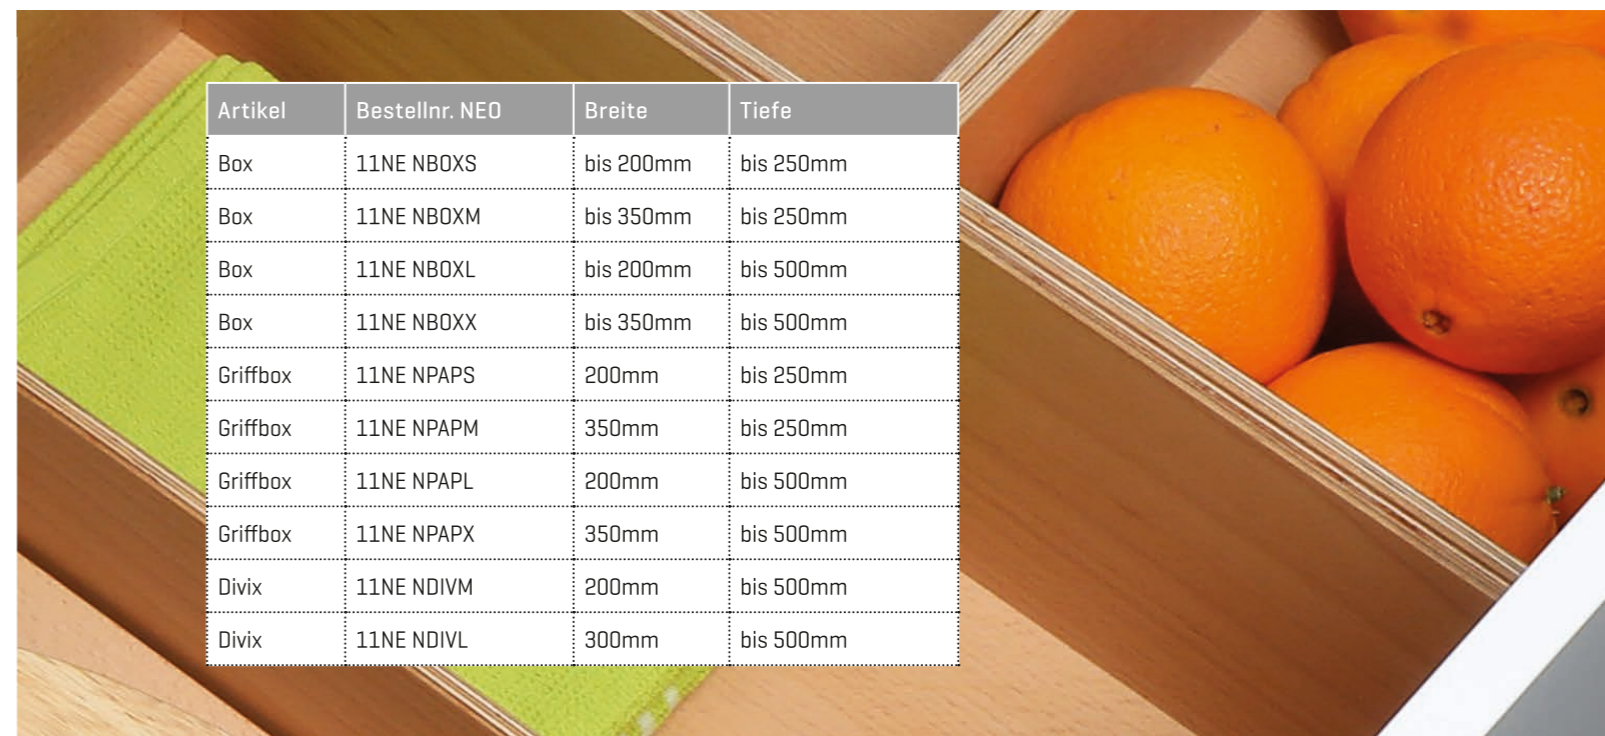 Artikel Bestellnr. NEO Breite Tiefe
Box 11NE NBOXS bis 200mm bis 250mm
Box 11NE NBOXM bis 350mm bis 250mm
Box 11NE NBOXL bis 200mm bis 500mm
Box 11NE NBOXX bis 350mm bis 500mm
Griffbox 11NE NPAPS 200mm bis 250mm
Griffbox 11NE NPAPM 350mm bis 250mm
Griffbox 11NE NPAPL 200mm bis 500mm
Griffbox 11NE NPAPX 350mm bis 500mm
Divix 11NE NDIVM 200mm bis 500mm
Divix 11NE NDIVL 300mm bis 500mm